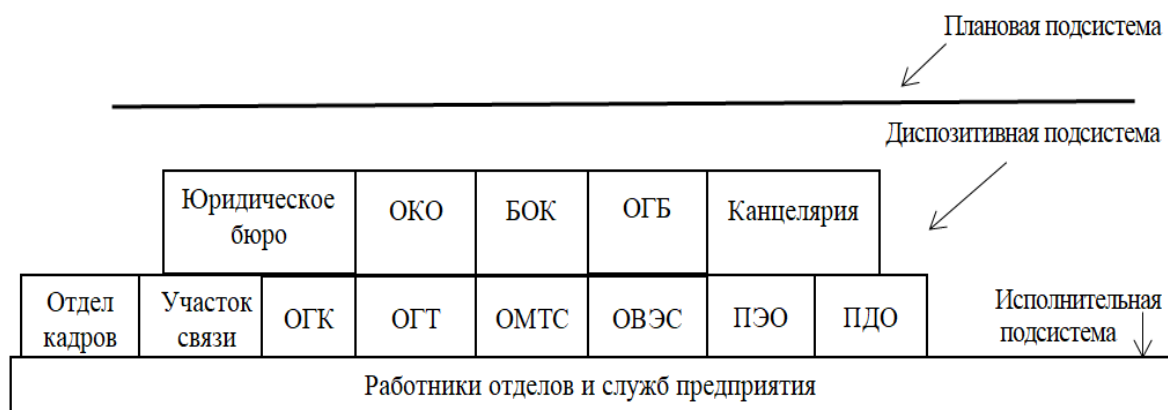 Плановая подсистема
Диспозитивная подсистема
Юридическое
бюро
ОКО
БОК
ОГБ
Канцелярия
Отдел
кадров
Участок
связи
ОГК
ОГТ
ОМТС
ОВЭС
ПЭО
ПДО
Исполнительная
подсистема
Работники отделов и служб предприятия